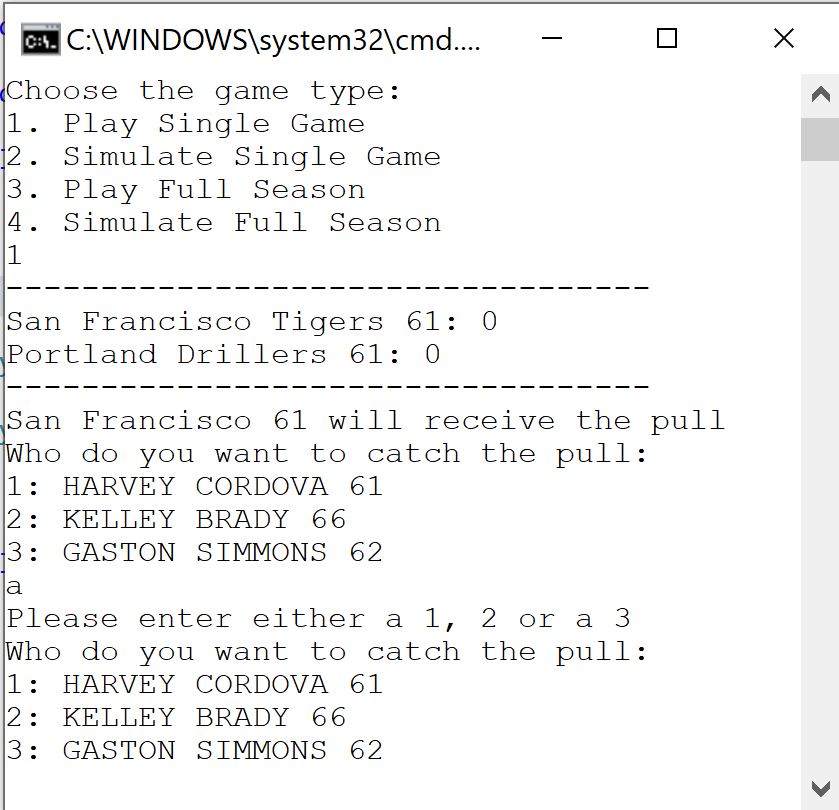 C:\WINDOWS\system32\cmd....
Choose the game type:
1. Play Single Game
2. Simulate Single Game
3. Play Full Season
4. Simulate Full Season
1
----------------------------------
San Francisco Tigers 61: 0
Portland Drillers 61: 0
----------------------------------
San Francisco 61 will receive the pull
Who do you want to catch the pull:
1: HARVEY CORDOVA 61
2: KELLEY BRADY 66
3: GASTON SIMMONS 62
a
Please enter either a 1, 2 or a 3
Who do you want to catch the pull:
1: HARVEY CORDOVA 61
2: KELLEY BRADY 66
3: GASTON SIMMONS 62